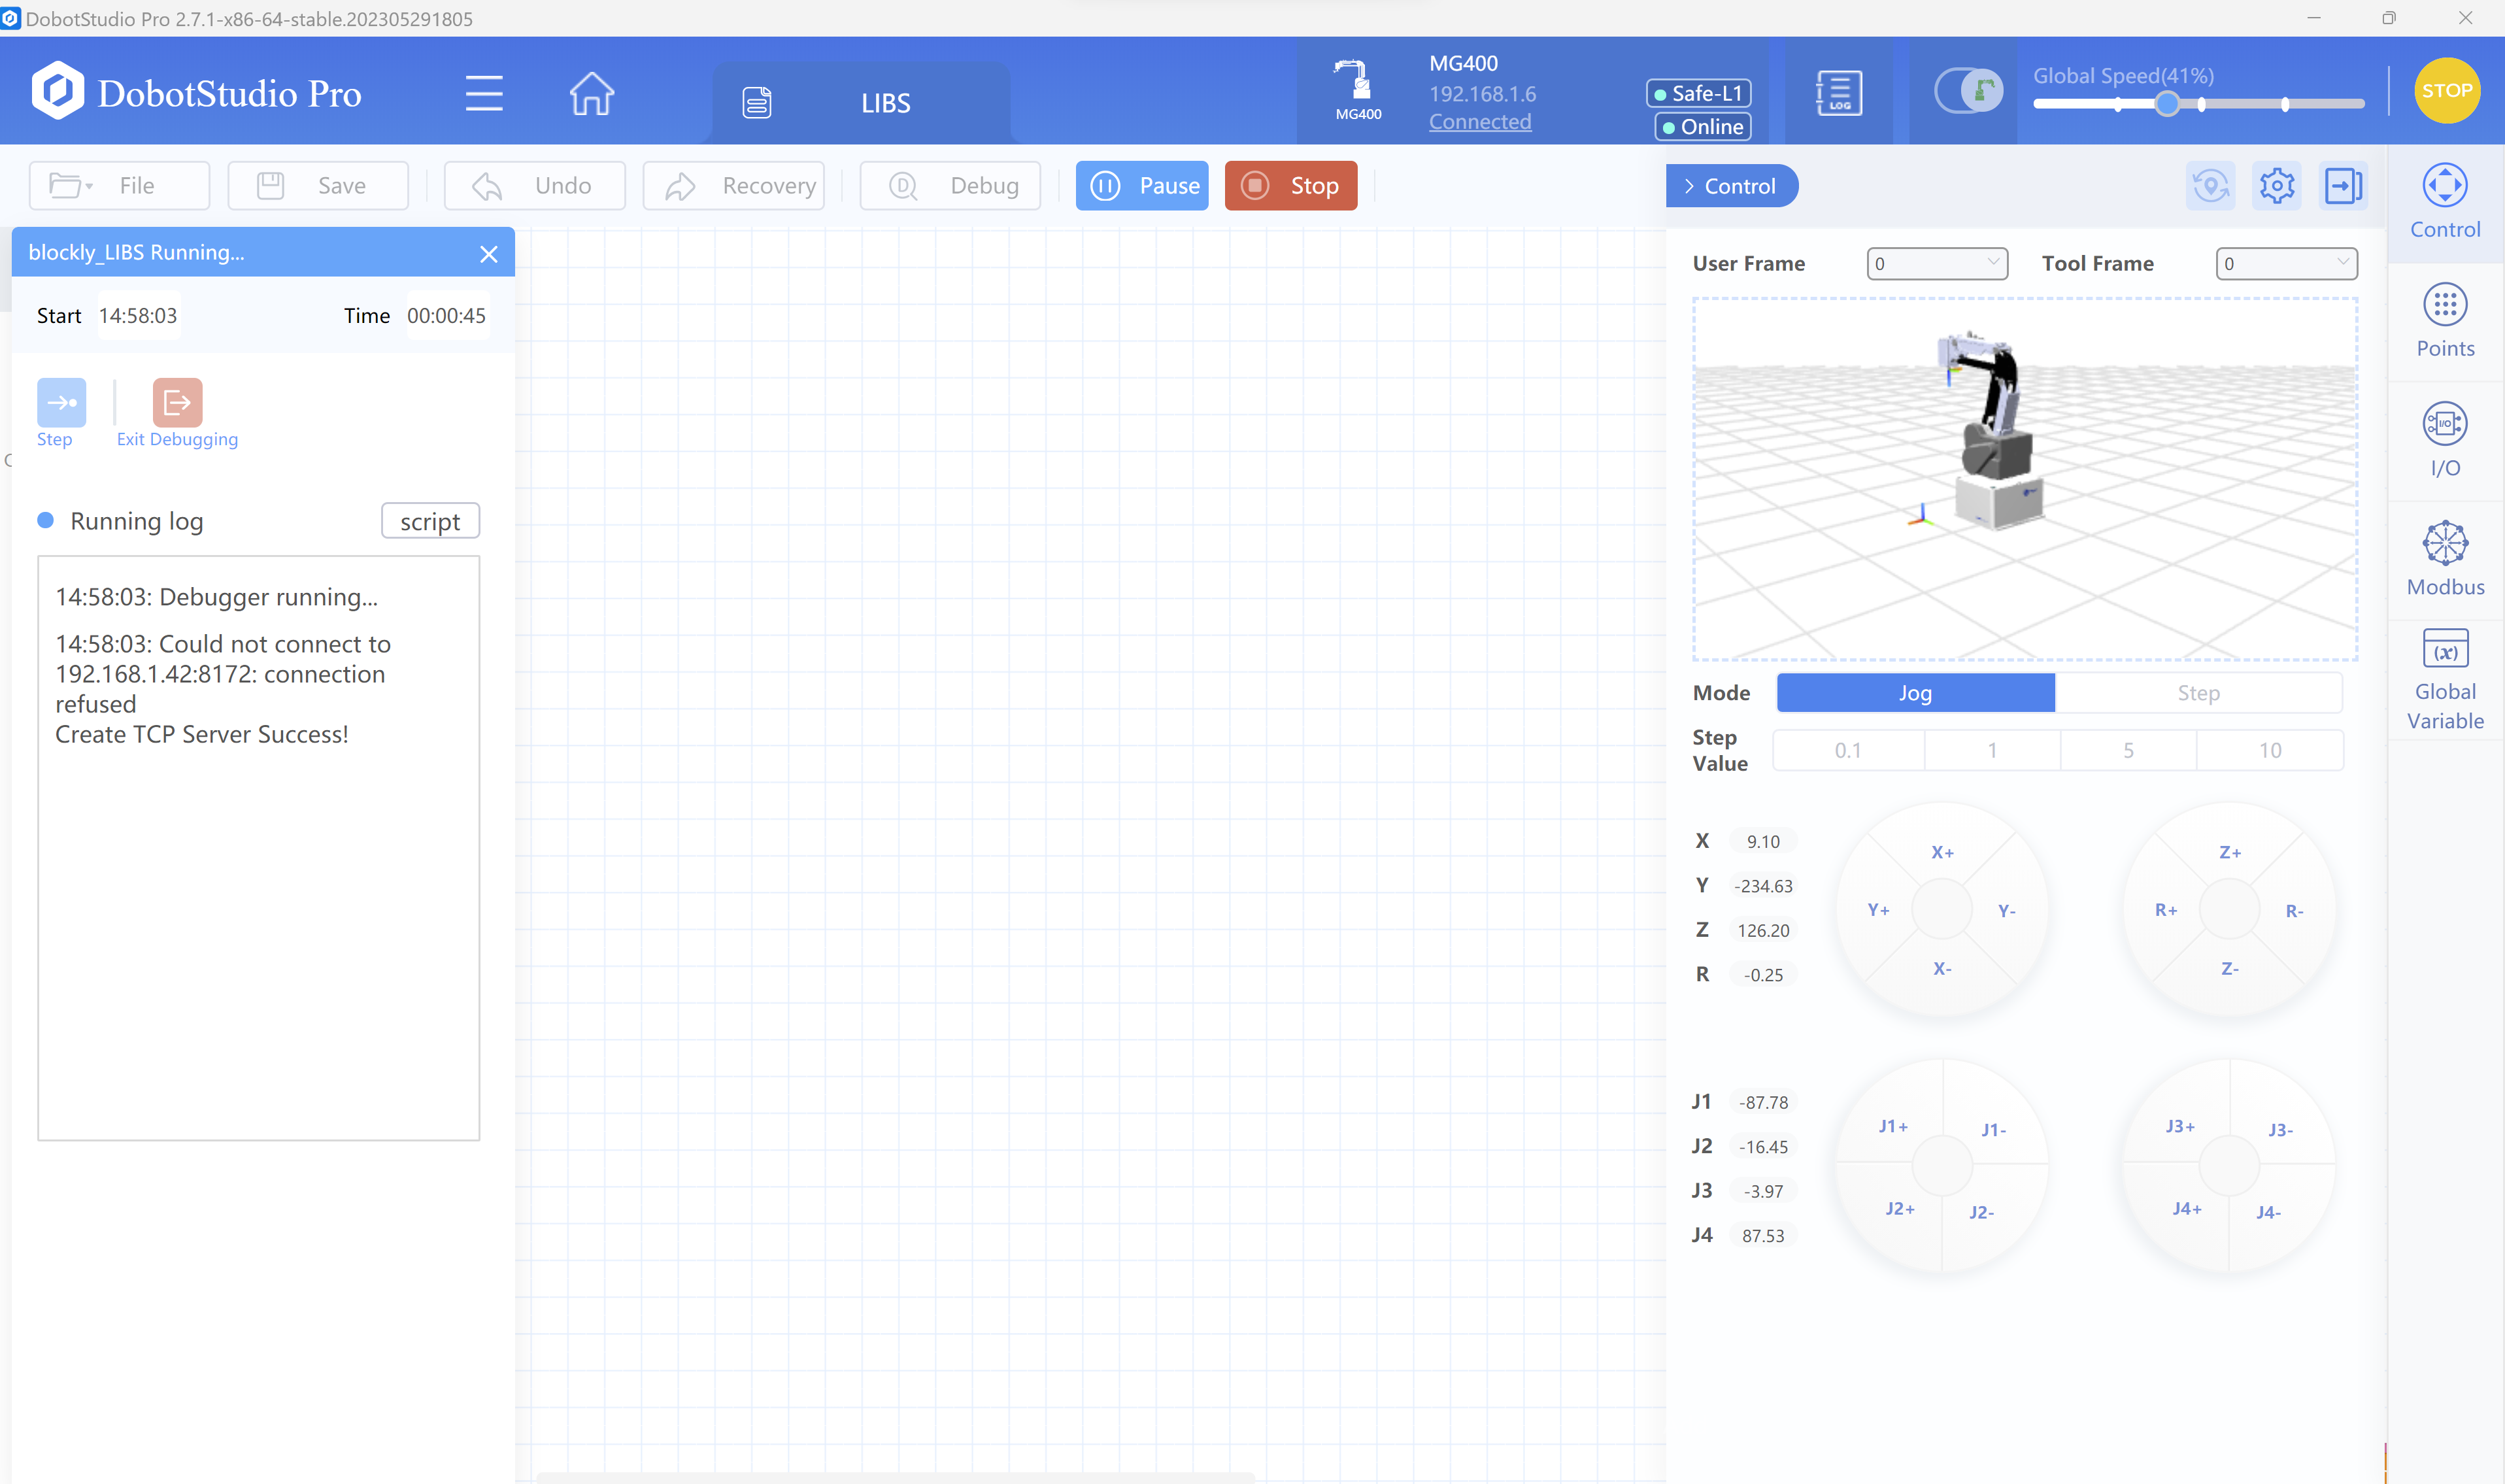 DobotStudio Pro 2.7.1-x86-64-stable.202305291805
DobotStudio Pro
LIBS
MG400
MG400
192.168.1.6
Connected
Safe-L1
Online
LOG
Global Speed(41%)
STOP
File
Save
Undo
Recovery
D
Debug
Pause
Stop
Control
Control
blockly_LIBS Running...
Start 14:58:03
Time 00:00:45
Step
Exit Debugging
Running log
script
14:58:03: Debugger running...
14:58:03: Could not connect to
192.168.1.42:8172: connection
refused
Create TCP Server Success!
User Frame 0
Tool Frame 0
Mode
Jog
Step
Step
Value
0.1
1
5
10
X 9.10
Y -234.63
Z 126.20
R -0.25
X+
Y+
Y-
X-
Z+
R+
R-
Z-
J1 -87.78
J2 -16.45
J3 -3.97
J4 87.53
J1+
J1-
J2+
J2-
J3+
J3-
J4+
J4-
Points
I/O
I/O
Modbus
(x)
Global
Variable